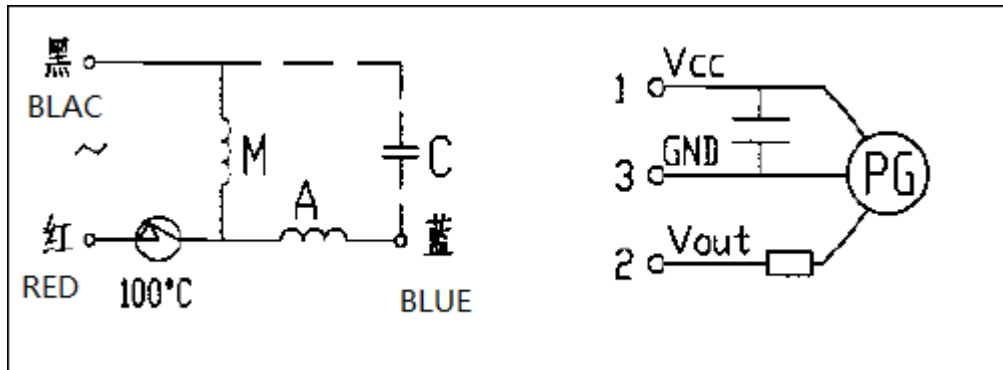 黑
BLAC
~
M
C
A
红
蓝
RED
100°C
BLUE
Vcc
1
GND
3
PG
Vout
2